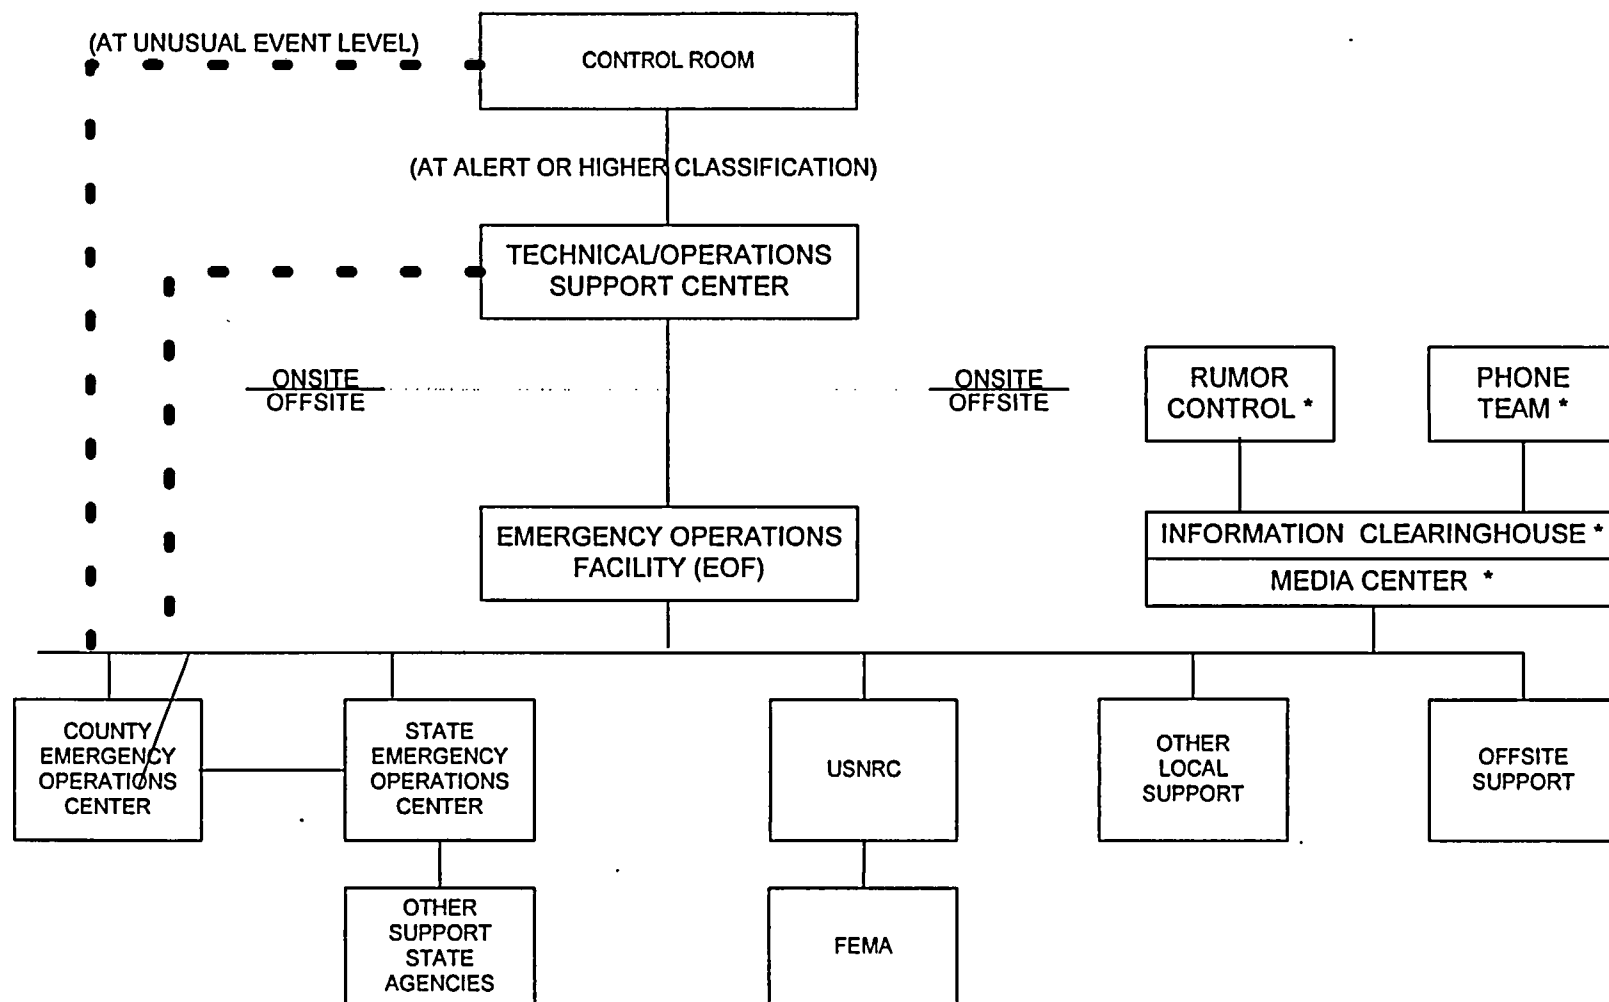 (AT UNUSUAL EVENT LEVEL)
CONTROL ROOM
(AT ALERT OR HIGHER CLASSIFICATION)
TECHNICAL/OPERATIONS
SUPPORT CENTER
ONSITE
OFFSITE
ONSITE
OFFSITE
RUMOR
CONTROL *
PHONE
TEAM *
EMERGENCY OPERATIONS
FACILITY (EOF)
INFORMATION CLEARINGHOUSE *
MEDIA CENTER *
COUNTY
EMERGENCY
OPERATIONS
CENTER
STATE
EMERGENCY
OPERATIONS
CENTER
USNRC
OTHER
LOCAL
SUPPORT
OFFSITE
SUPPORT
OTHER
SUPPORT
STATE
AGENCIES
FEMA